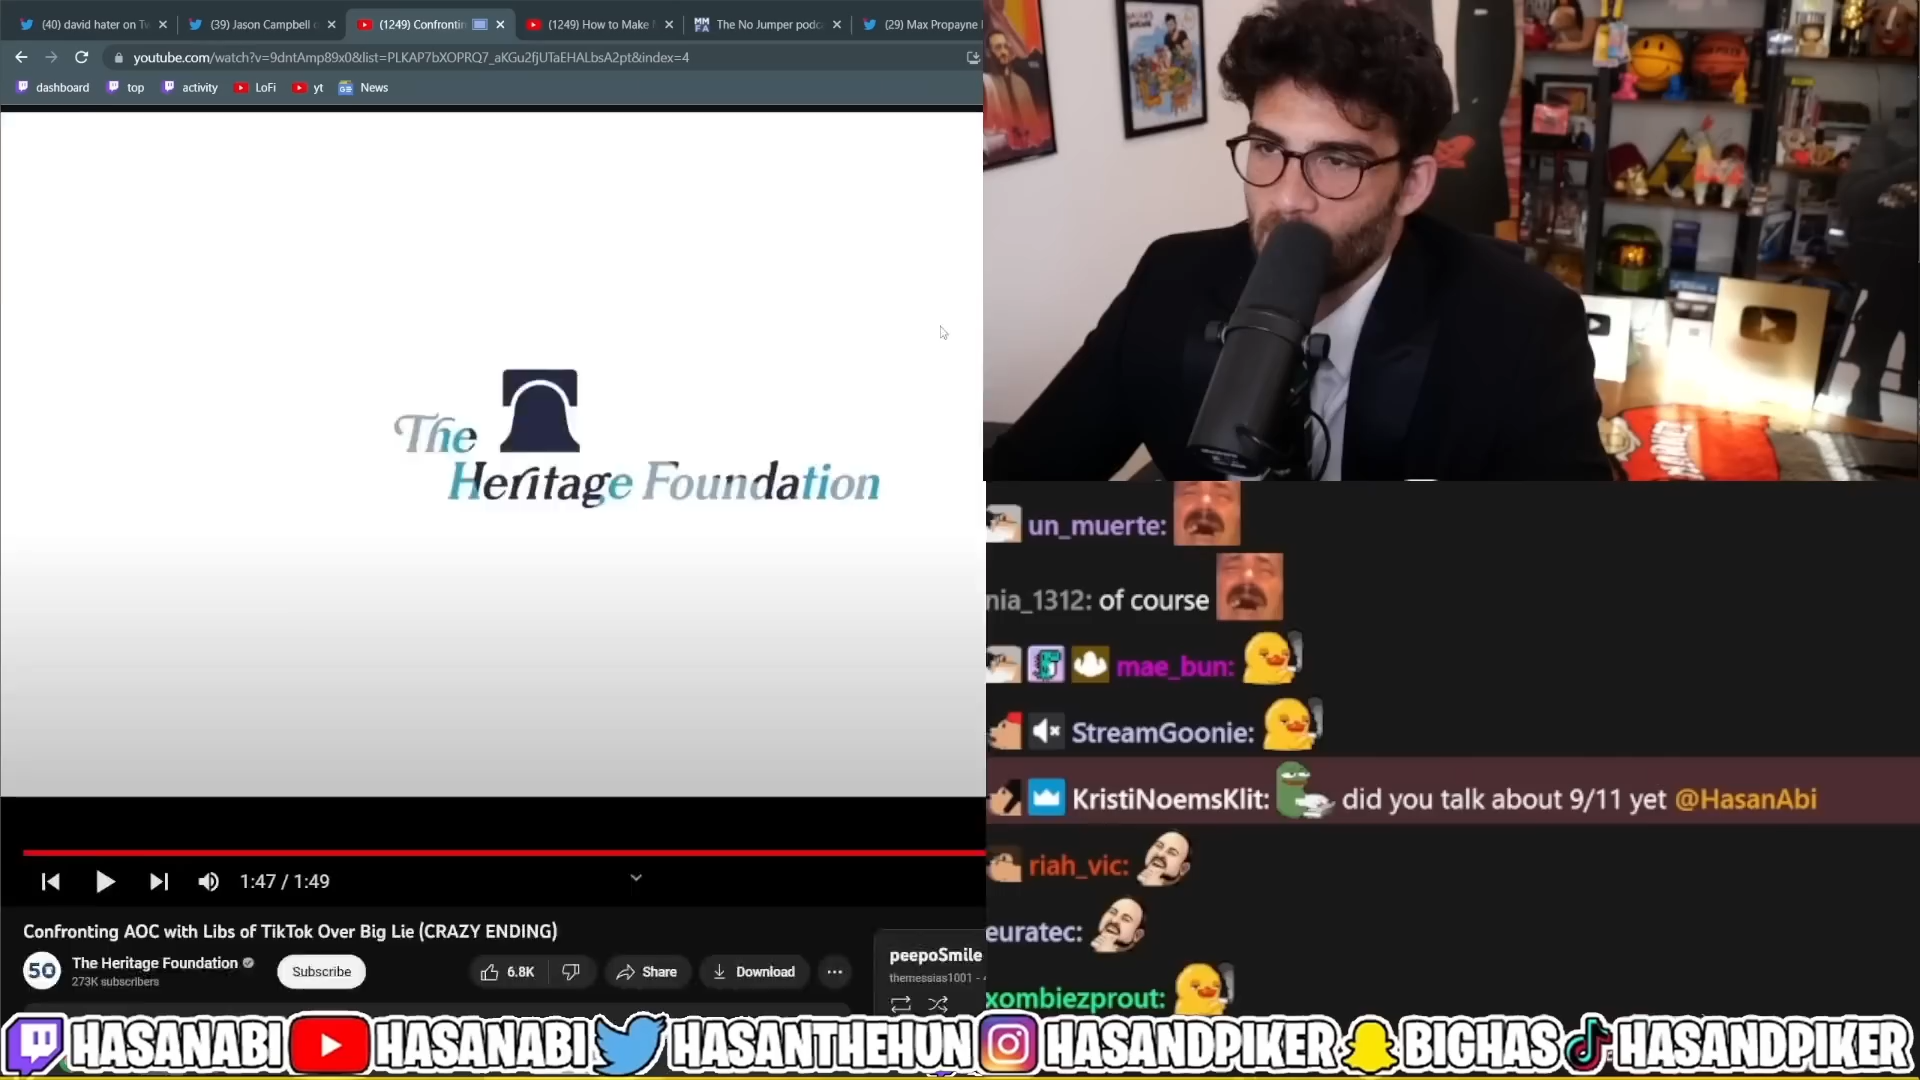 (40) david hater on Tw
(39) Jason Campbell o
(1249) Confrontin
(1249) How to Make
The No Jumper podc
(29) Max Propayne
youtube.com/watch?v=9dntAmp89x0&list=PLKAP7bXOPRQ7_aKGu2fjUTaEHALbsA2pt&index=4
dashboard top activity LoFi yt News
The
Heritage Foundation
1:47 / 1:49
Confronting AOC with Libs of TikTok Over Big Lie (CRAZY ENDING)
50
The Heritage Foundation
273K subscribers
Subscribe
6.8K
Share
Download
peepoSmile
themessias1001 -
un_muerte:
nia_1312: of course
mae_bun:
StreamGoonie:
KristiNoemsKlit: did you talk about 9/11 yet @HasanAbi
riah_vic:
euratec:
xombiezprout:
HASANABI HASANABI HASANTHEHUN HASANDPIKER BIGHAS HASANDPIKER